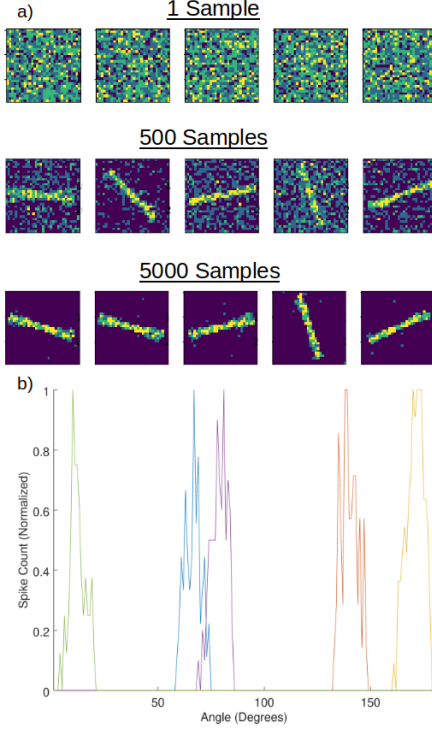 a)
1 Sample
500 Samples
5000 Samples
b)
1
0.8
0.6
0.4
0.2
0
Spike Count (Normalized)
50
100
150
Angle (Degrees)